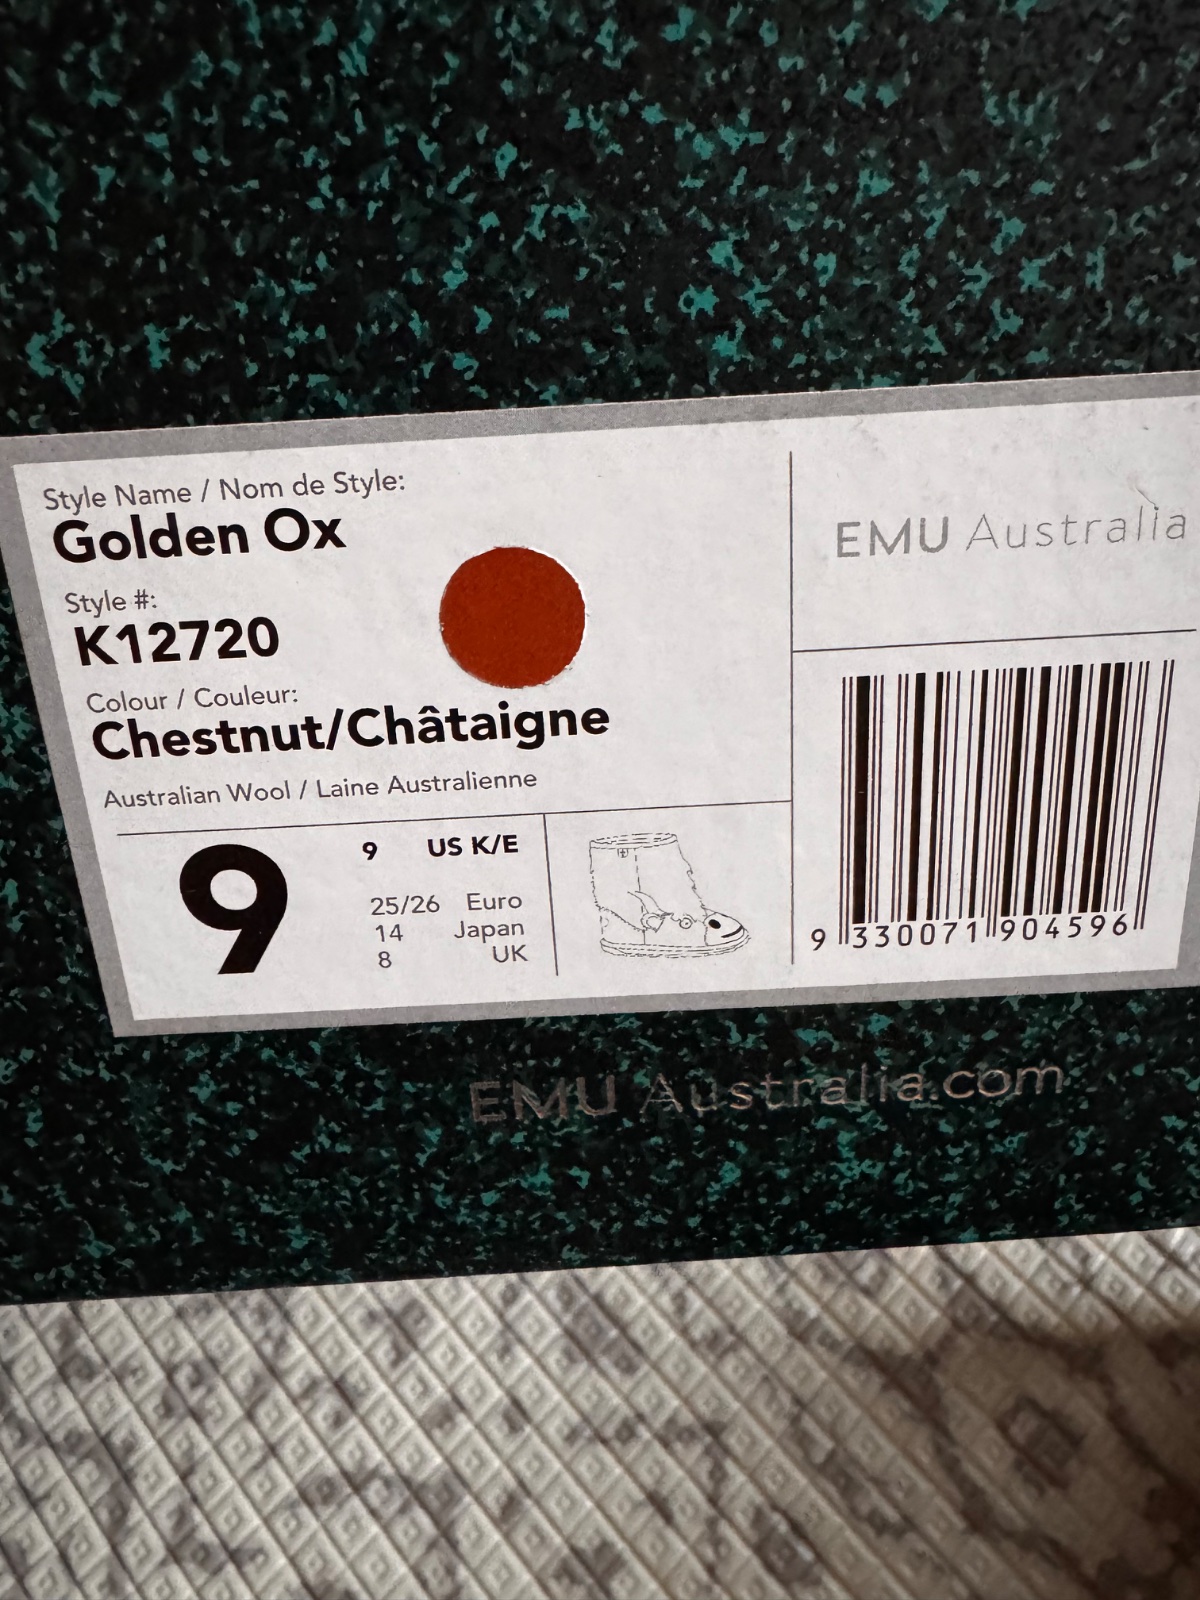 Style Name / Nom de Style:
Golden Ox
Style #:
K12720
Colour / Couleur:
Chestnut/Châtaigne
Australian Wool / Laine Australienne
9
9 US K/E
25/26 Euro
14 Japan
8 UK
EMU Australia
9 330071 904596
EMU Australia.com